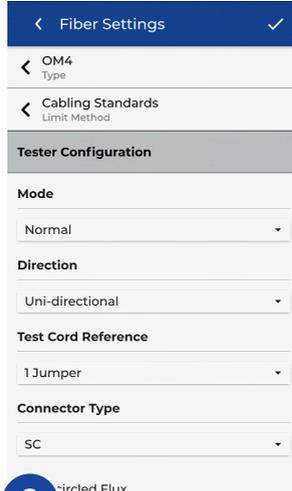 Fiber Settings
OM4
Type
Cabling Standards
Limit Method
Tester Configuration
Mode
Normal
Direction
Uni-directional
Test Cord Reference
1 Jumper
Connector Type
SC
Flux